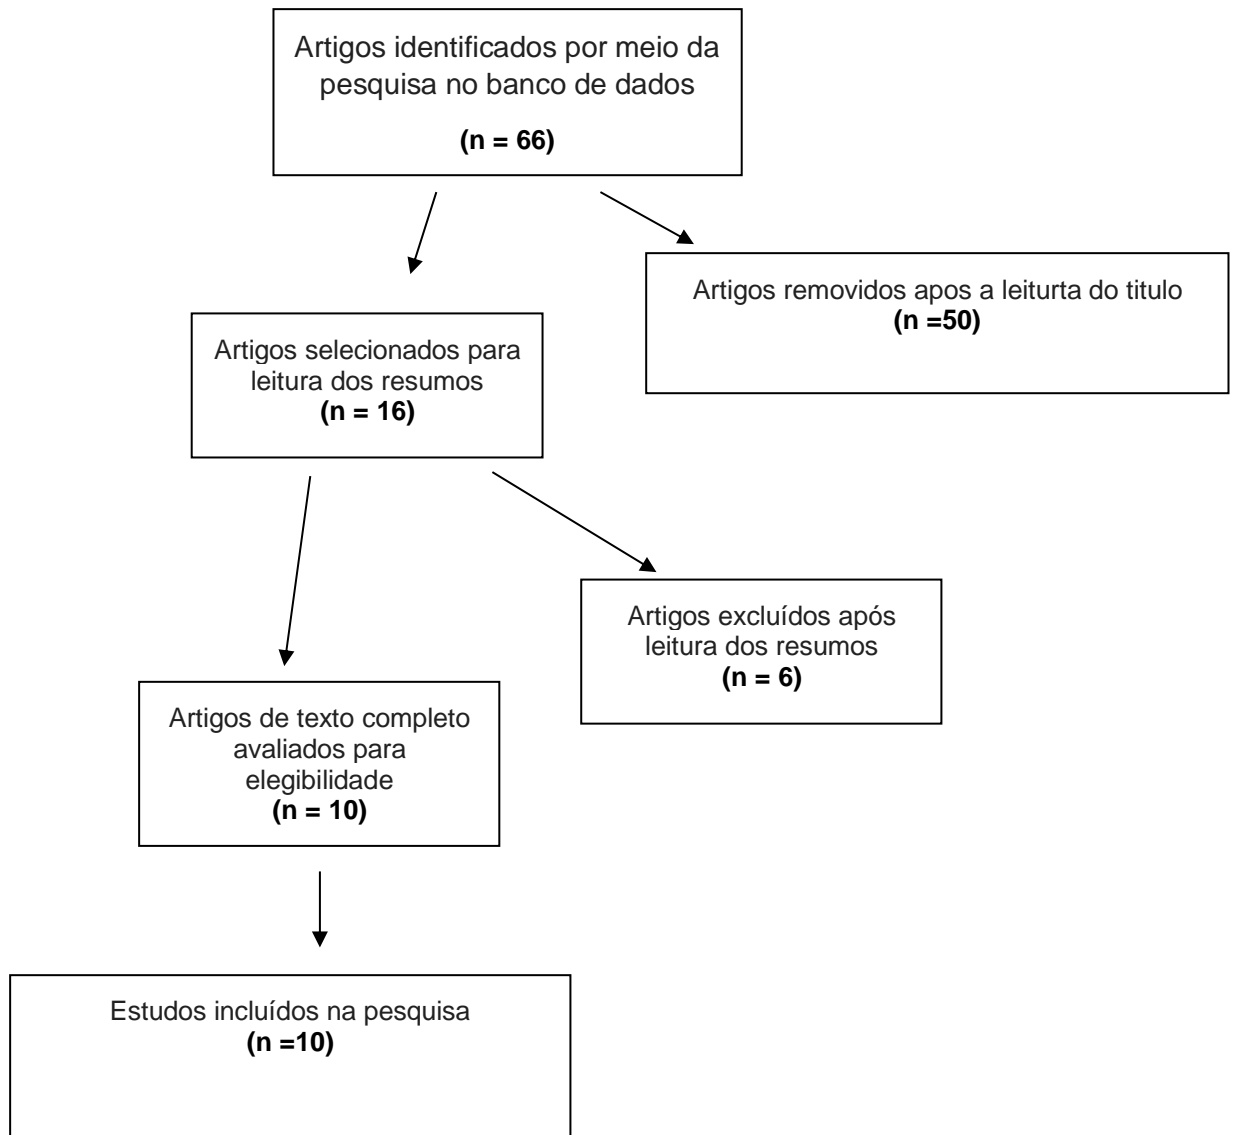 Artigos identificados por meio da
pesquisa no banco de dados
(n = 66)
Artigos removidos apos a leiturta do titulo
(n =50)
Artigos selecionados para
leitura dos resumos
(n = 16)
Artigos excluídos após
leitura dos resumos
(n = 6)
Artigos de texto completo
avaliados para
elegibilidade
(n = 10)
Estudos incluídos na pesquisa
(n =10)